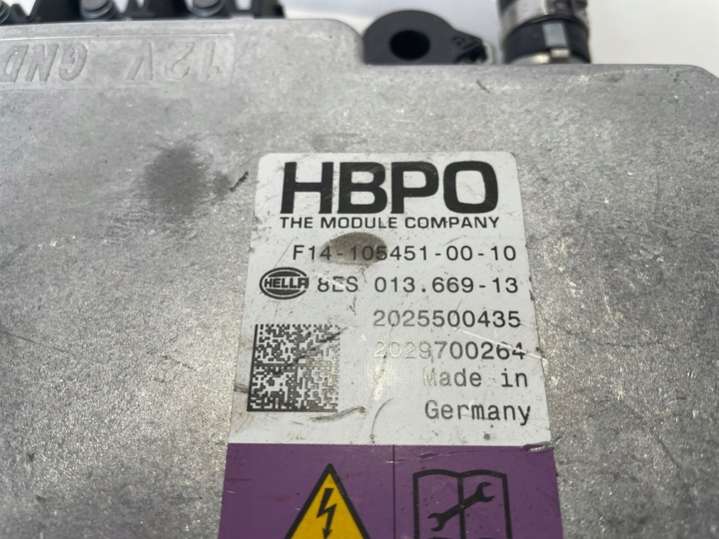 12V GND
HBPO
THE MODULE COMPANY
F14-105451-00-10
HELLA 8ES 013.669-13
2025500435
2029700264
Made in
Germany